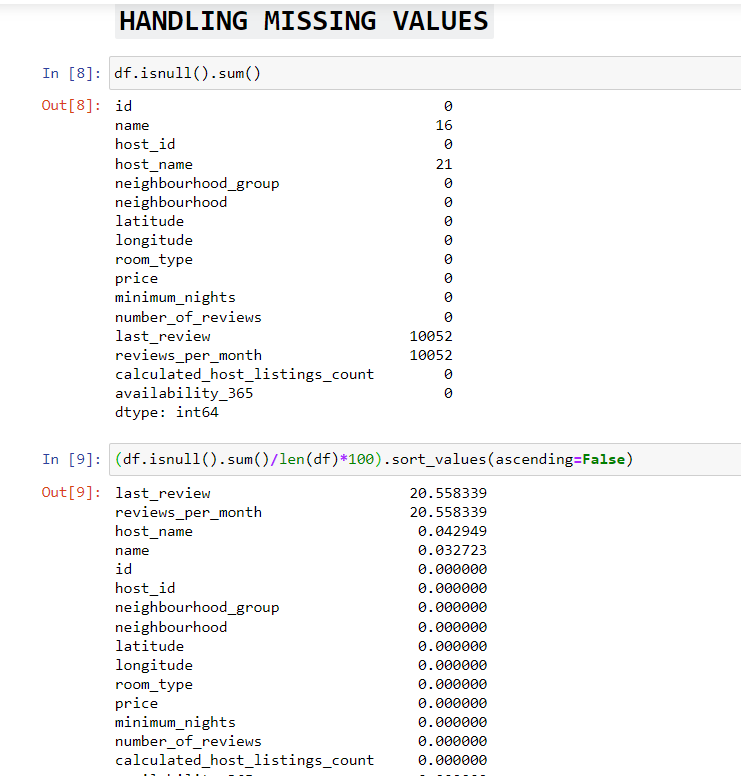 HANDLING MISSING VALUES
In [8]: df.isnull().sum()
Out[8]: id 0
name 16
host_id 0
host_name 21
neighbourhood_group 0
neighbourhood 0
latitude 0
longitude 0
room_type 0
price 0
minimum_nights 0
number_of_reviews 0
last_review 10052
reviews_per_month 10052
calculated_host_listings_count 0
availability_365 0
dtype: int64
In [9]: (df.isnull().sum()/len(df)*100).sort_values(ascending=False)
Out[9]: last_review 20.558339
reviews_per_month 20.558339
host_name 0.042949
name 0.032723
id 0.000000
host_id 0.000000
neighbourhood_group 0.000000
neighbourhood 0.000000
latitude 0.000000
longitude 0.000000
room_type 0.000000
price 0.000000
minimum_nights 0.000000
number_of_reviews 0.000000
calculated_host_listings_count 0.000000